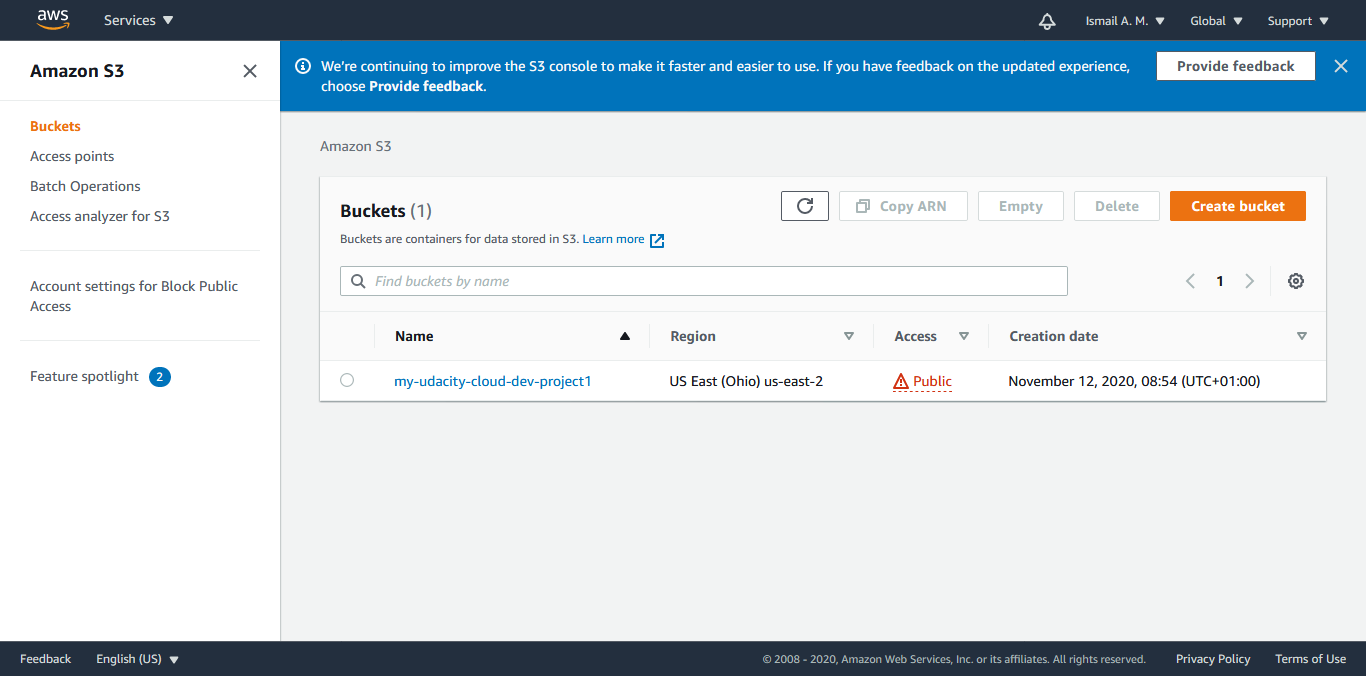 aws Services Ismail A. M. Global Support
Amazon S3
Buckets
Access points
Batch Operations
Access analyzer for S3
Account settings for Block Public
Access
Feature spotlight 2
We're continuing to improve the S3 console to make it faster and easier to use. If you have feedback on the updated experience,
choose Provide feedback.
Provide feedback
Amazon S3
Buckets (1)
Copy ARN Empty Delete Create bucket
Buckets are containers for data stored in S3. Learn more
Find buckets by name
1
Name Region Access Creation date
my-udacity-cloud-dev-project1 US East (Ohio) us-east-2 Public November 12, 2020, 08:54 (UTC+01:00)
Feedback English (US) © 2008 - 2020, Amazon Web Services, Inc. or its affiliates. All rights reserved. Privacy Policy Terms of Use